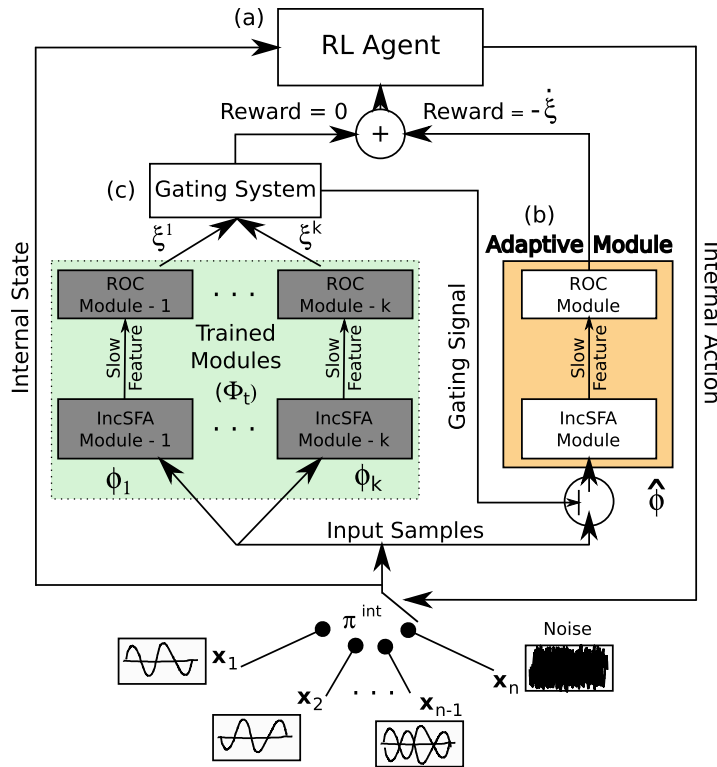 (a)
RL Agent
Reward = 0
Reward = -ξ̇
+
(c)
Gating System
ξ¹
ξᵏ
(b)
Adaptive Module
Internal State
Internal Action
Gating Signal
ROC
Module - 1
. . .
ROC
Module - k
ROC
Module
Slow
Feature
Trained
Modules
(Φₜ)
Slow
Feature
Slow
Feature
IncSFA
Module - 1
. . .
IncSFA
Module - k
IncSFA
Module
ϕ₁
ϕₖ
ϕ̂
Input Samples
π ⁱⁿᵗ
Noise
x₁
x₂
. . .
xₙ₋₁
xₙ